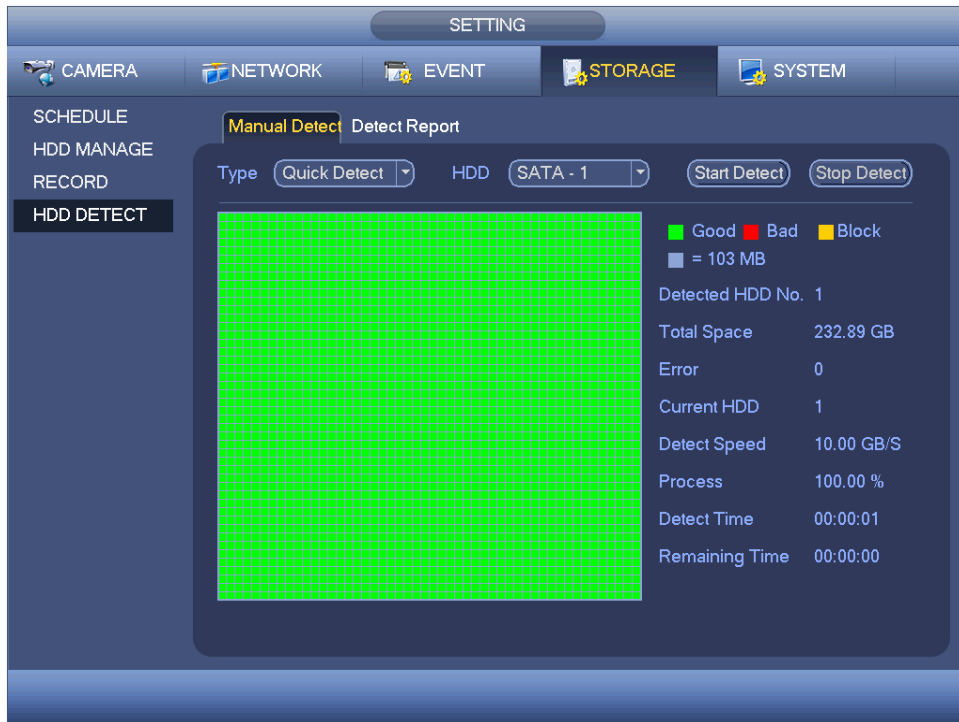 SETTING
CAMERA NETWORK EVENT STORAGE SYSTEM
SCHEDULE
HDD MANAGE
RECORD
HDD DETECT
Manual Detect Detect Report
Type Quick Detect HDD SATA - 1 Start Detect Stop Detect
Good Bad Block
= 103 MB
Detected HDD No. 1
Total Space 232.89 GB
Error 0
Current HDD 1
Detect Speed 10.00 GB/S
Process 100.00 %
Detect Time 00:00:01
Remaining Time 00:00:00